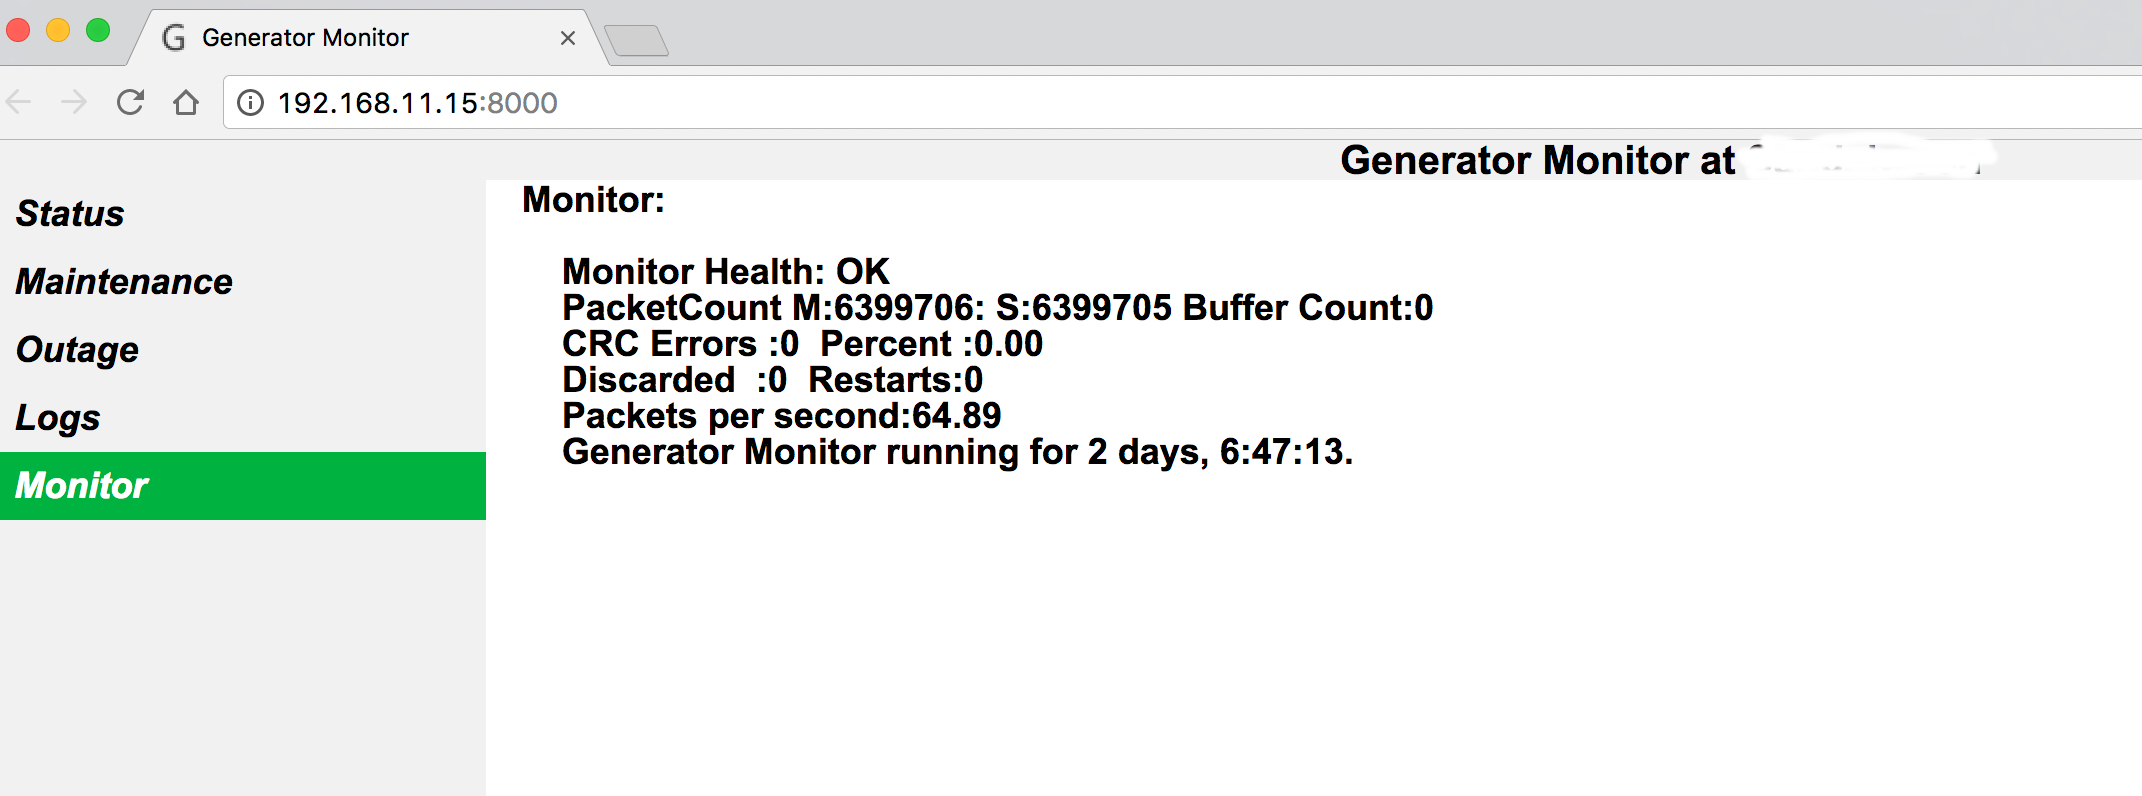 Generator Monitor
192.168.11.15:8000
Generator Monitor at
Status
Maintenance
Outage
Logs
Monitor
Monitor:
Monitor Health: OK
PacketCount M:6399706: S:6399705 Buffer Count:0
CRC Errors :0  Percent :0.00
Discarded  :0  Restarts:0
Packets per second:64.89
Generator Monitor running for 2 days, 6:47:13.